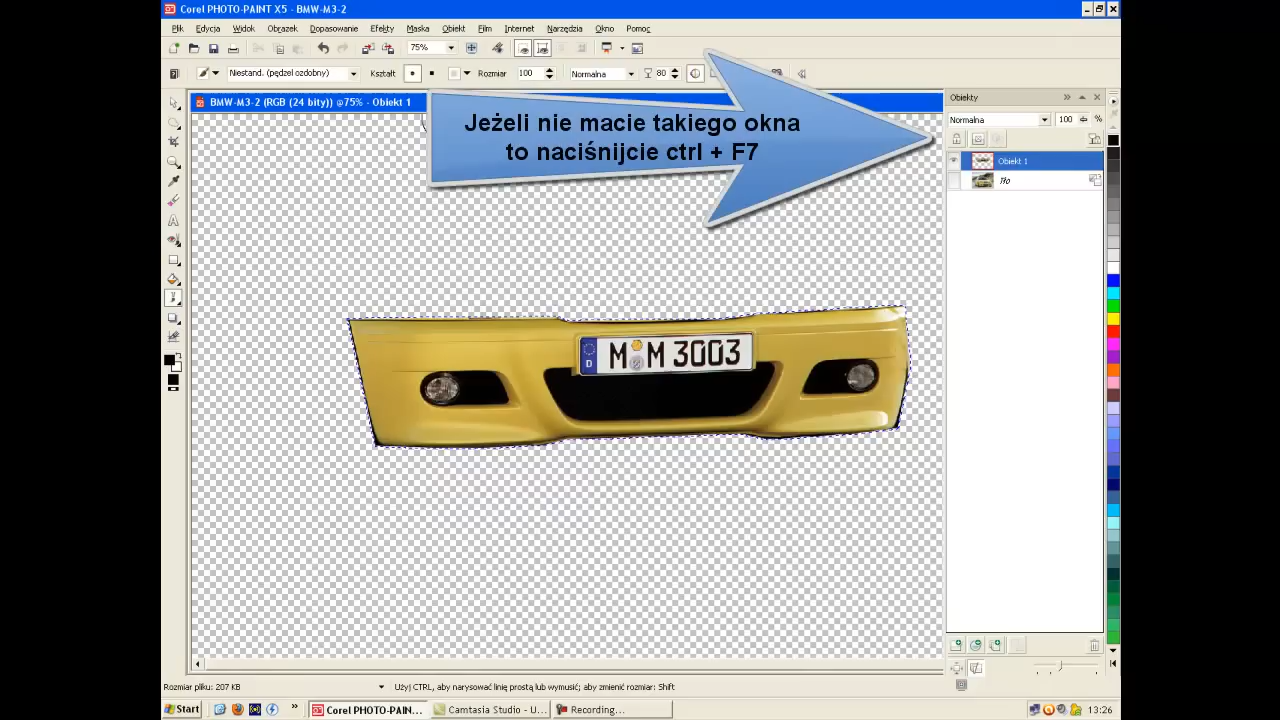 Corel PHOTO-PAINT X5 - BMW-M3-2
Plik Edycja Widok Obrazek Dopasowanie Efekty Maska Obiekt Film Internet Narzędzia Okno Pomoc
75%
Niestand. (pędzel ozdobny) Kształt Rozmiar 100 Normalna 80
BMW-M3-2 (RGB (24 bity)) @75% - Obiekt 1
Obiekty
Normalna 100 %
Jeżeli nie macie takiego okna
to naciśnijcie ctrl + F7
Obiekt 1
Tło
D M M 3003
Rozmiar pliku: 207 KB Użyj CTRL, aby narysować linię prostą lub wymusić; aby zmienić rozmiar: Shift
Start Corel PHOTO-PAIN... Camtasia Studio - U... Recording... 13:26